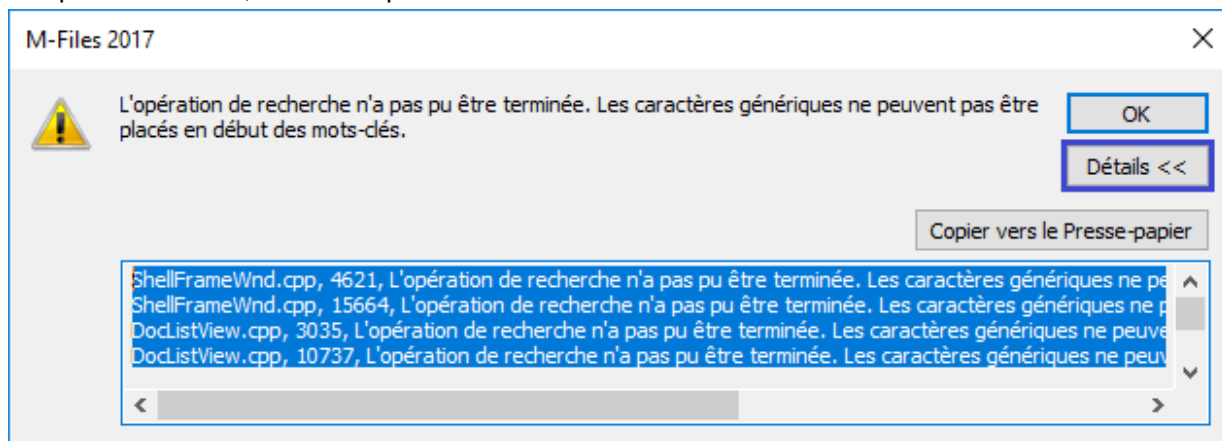 M-Files 2017
L'opération de recherche n'a pas pu être terminée. Les caractères génériques ne peuvent pas être
placés en début des mots-clés.
OK
Détails <<
Copier vers le Presse-papier
ShellFrameWnd.cpp, 4621, L'opération de recherche n'a pas pu être terminée. Les caractères génériques ne
ShellFrameWnd.cpp, 15664, L'opération de recherche n'a pas pu être terminée. Les caractères génériques ne
DocListView.cpp, 3035, L'opération de recherche n'a pas pu être terminée. Les caractères génériques ne peuve
DocListView.cpp, 10737, L'opération de recherche n'a pas pu être terminée. Les caractères génériques ne peuv